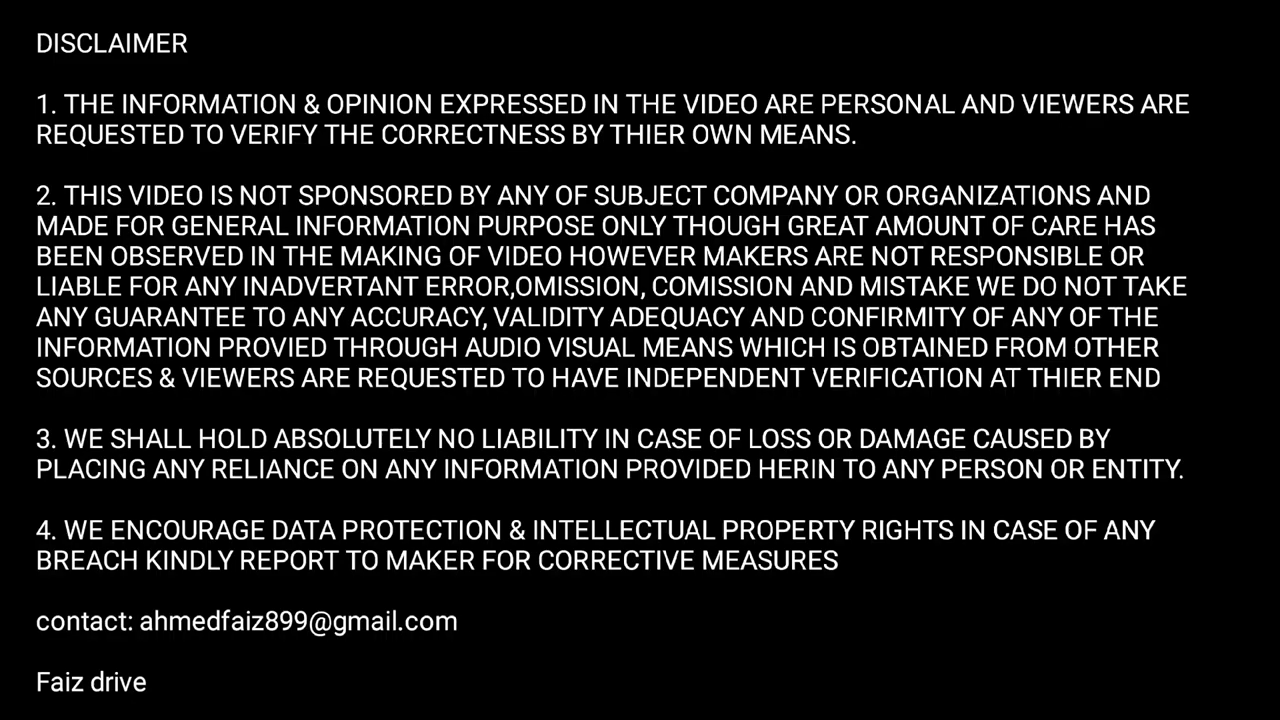 DISCLAIMER
1. THE INFORMATION & OPINION EXPRESSED IN THE VIDEO ARE PERSONAL AND VIEWERS ARE
REQUESTED TO VERIFY THE CORRECTNESS BY THIER OWN MEANS.
2. THIS VIDEO IS NOT SPONSORED BY ANY OF SUBJECT COMPANY OR ORGANIZATIONS AND
MADE FOR GENERAL INFORMATION PURPOSE ONLY THOUGH GREAT AMOUNT OF CARE HAS
BEEN OBSERVED IN THE MAKING OF VIDEO HOWEVER MAKERS ARE NOT RESPONSIBLE OR
LIABLE FOR ANY INADVERTANT ERROR,OMISSION, COMISSION AND MISTAKE WE DO NOT TAKE
ANY GUARANTEE TO ANY ACCURACY, VALIDITY ADEQUACY AND CONFIRMITY OF ANY OF THE
INFORMATION PROVIED THROUGH AUDIO VISUAL MEANS WHICH IS OBTAINED FROM OTHER
SOURCES & VIEWERS ARE REQUESTED TO HAVE INDEPENDENT VERIFICATION AT THIER END
3. WE SHALL HOLD ABSOLUTELY NO LIABILITY IN CASE OF LOSS OR DAMAGE CAUSED BY
PLACING ANY RELIANCE ON ANY INFORMATION PROVIDED HERIN TO ANY PERSON OR ENTITY.
4. WE ENCOURAGE DATA PROTECTION & INTELLECTUAL PROPERTY RIGHTS IN CASE OF ANY
BREACH KINDLY REPORT TO MAKER FOR CORRECTIVE MEASURES
contact: ahmedfaiz899@gmail.com
Faiz drive